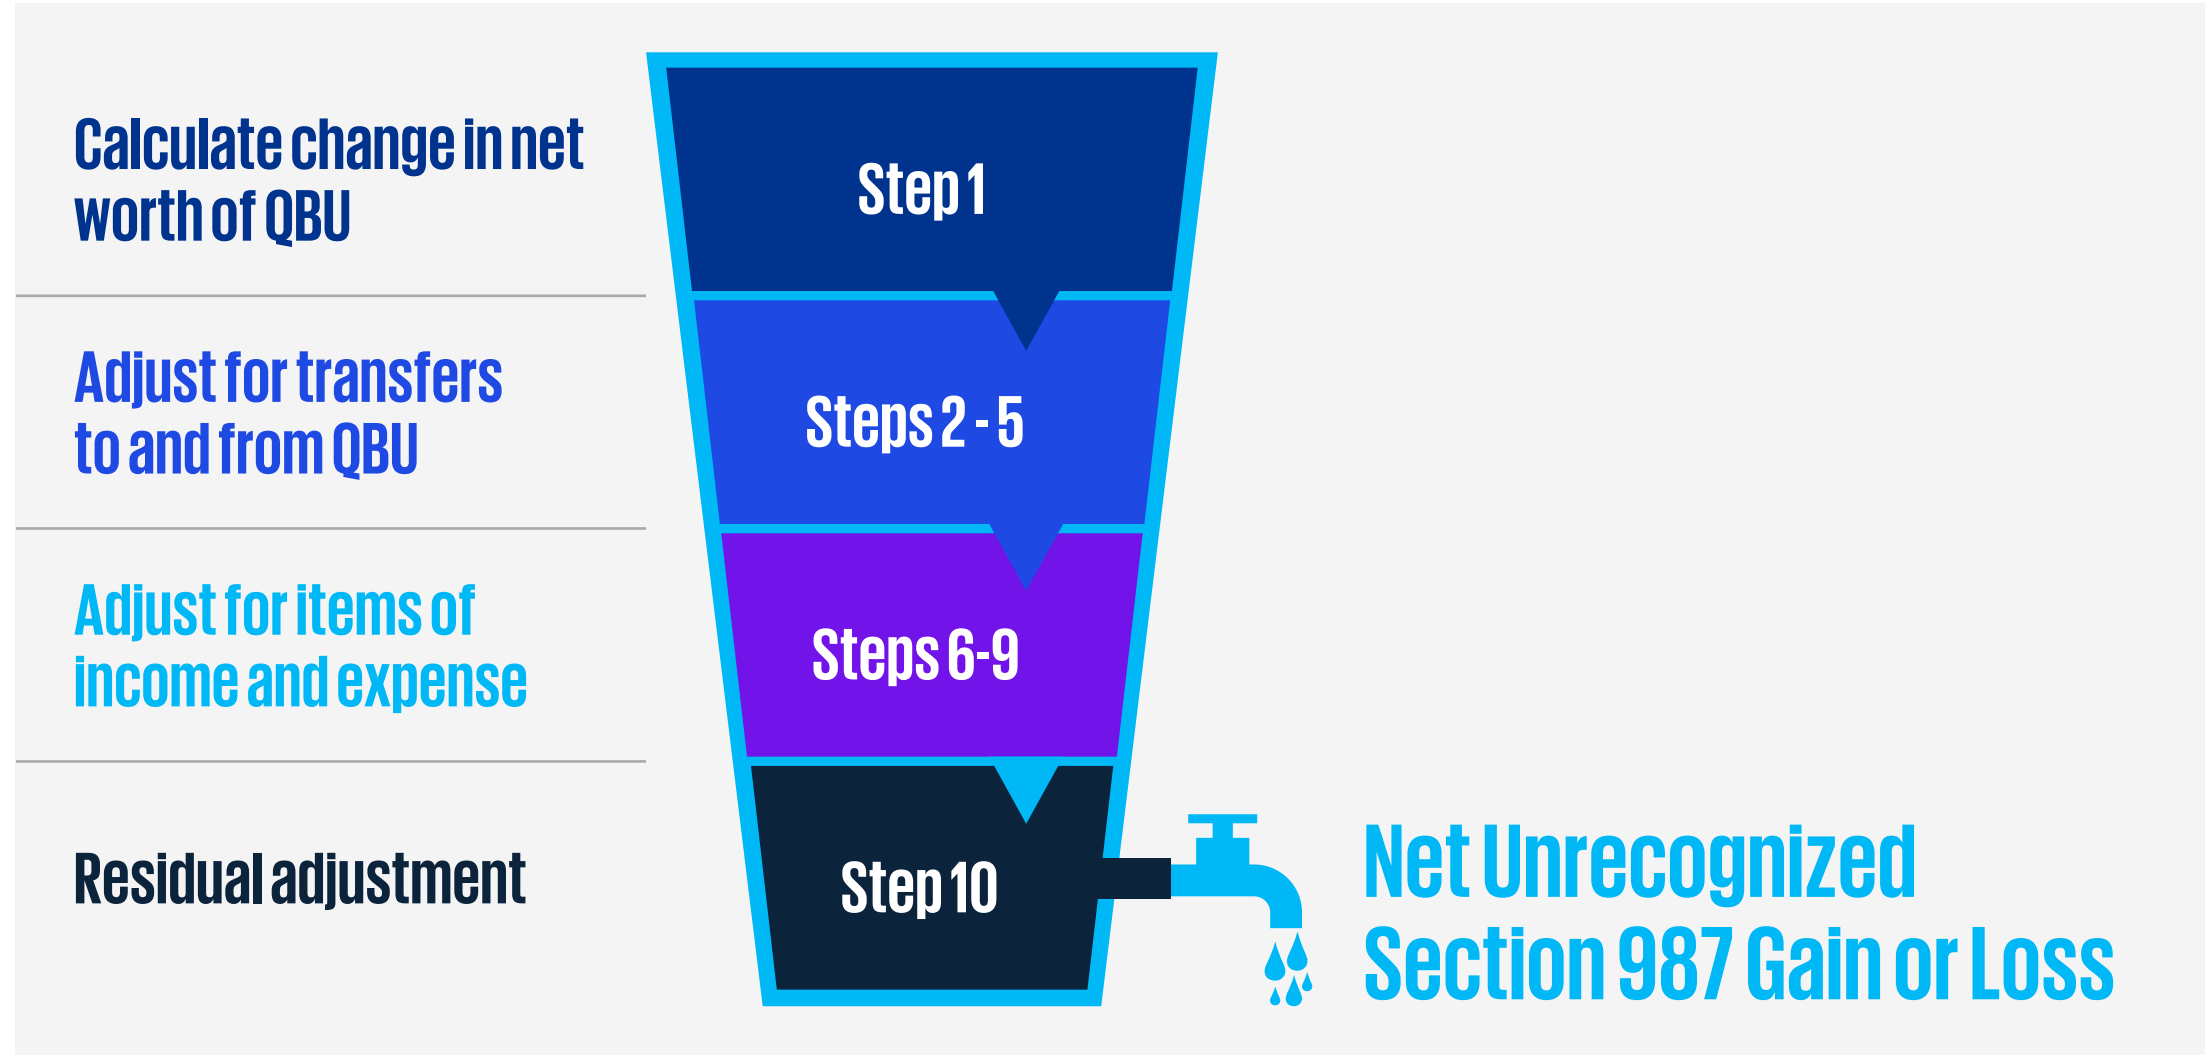 Calculate change in net
worth of QBU
Step 1
Adjust for transfers
to and from QBU
Steps 2 - 5
Adjust for items of
income and expense
Steps 6-9
Residual adjustment
Step 10
Net Unrecognized
Section 987 Gain or Loss